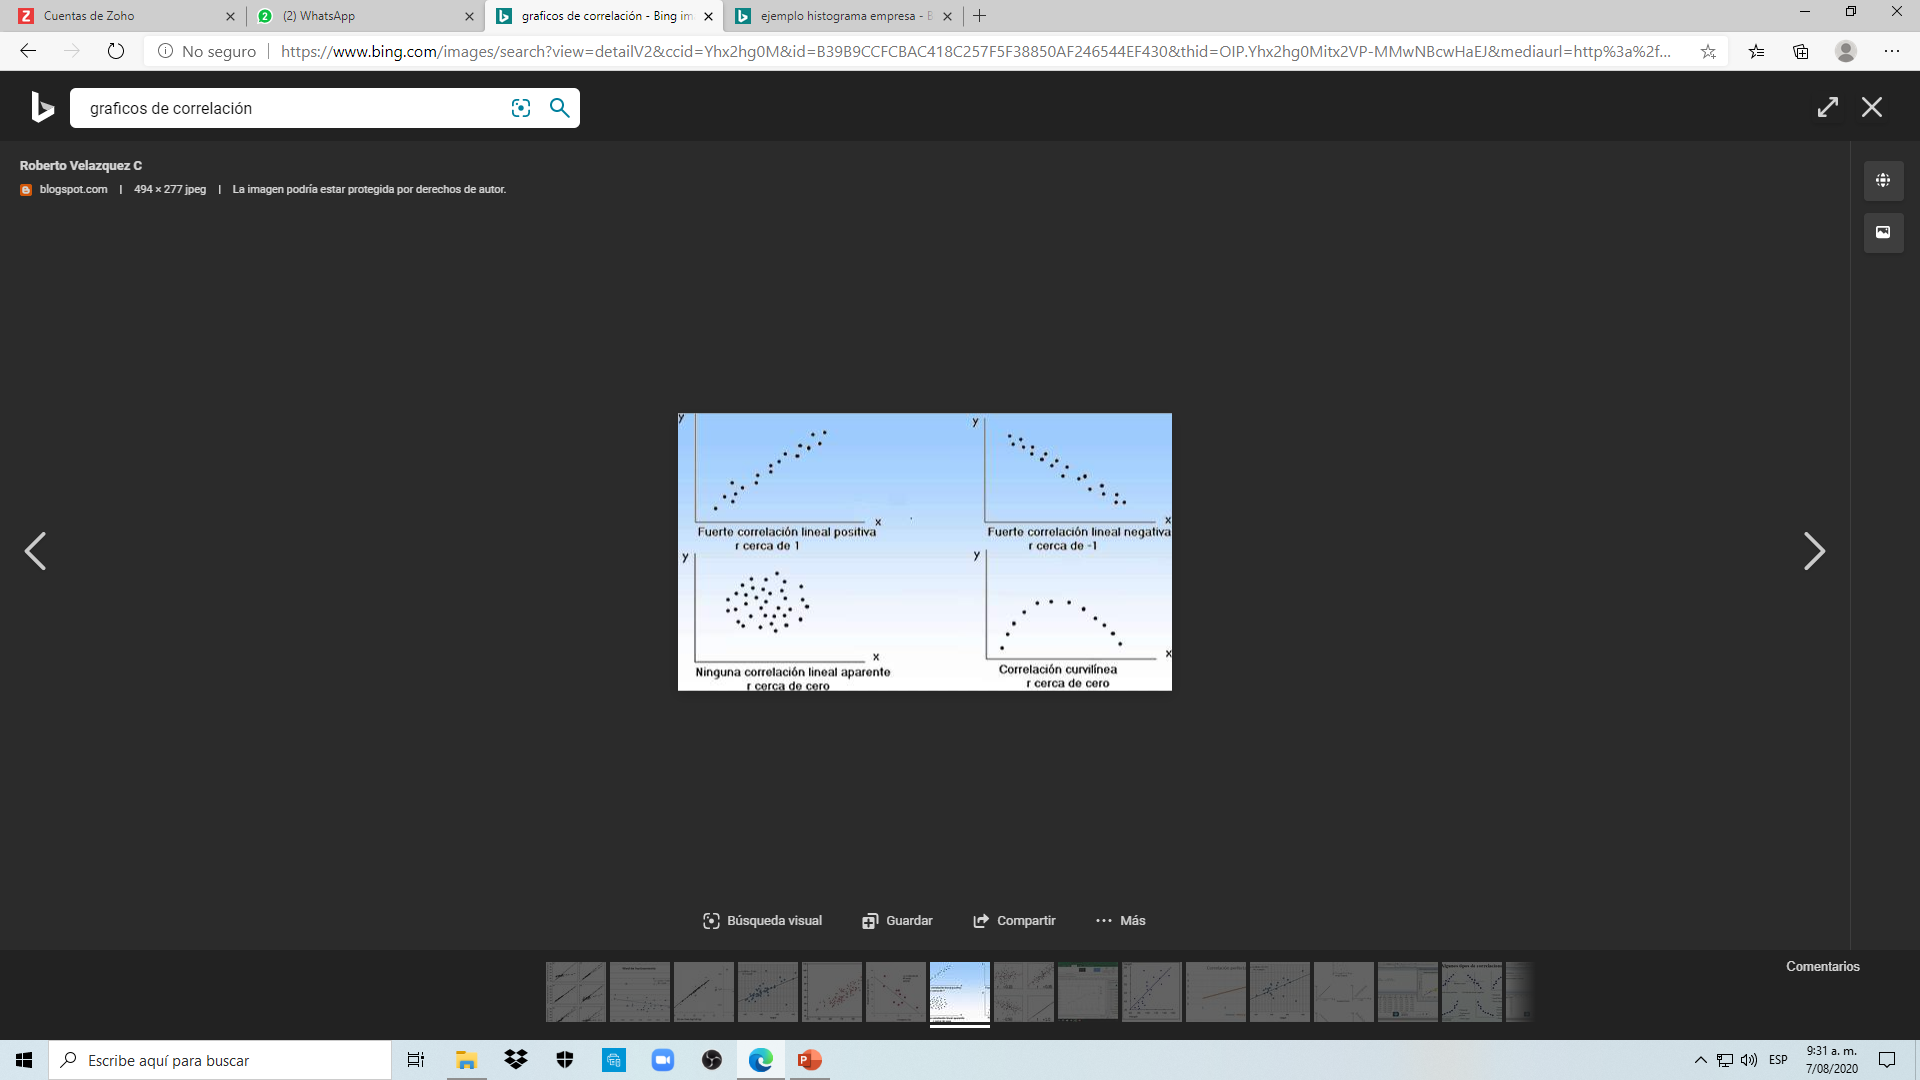 Cuentas de Zoho
(2) WhatsApp
graficos de correlación - Bing im
ejemplo histograma empresa - B
No seguro
https://www.bing.com/images/search?view=detailV2&ccid=Yhx2hg0M&id=B39B9CCFCBAC418C257F5F38850AF246544EF430&thid=OIP.Yhx2hg0Mitx2VP-MMwNBcwHaEJ&mediaurl=http%3a%2f...
graficos de correlación
Roberto Velazquez C
blogspot.com | 494 × 277 jpeg | La imagen podría estar protegida por derechos de autor.
y
x
Fuerte correlación lineal positiva
r cerca de 1
y
x
Fuerte correlación lineal negativa
r cerca de -1
y
x
Ninguna correlación lineal aparente
r cerca de cero
y
x
Correlación curvilínea
r cerca de cero
Búsqueda visual
Guardar
Compartir
Más
Comentarios
Escribe aquí para buscar
ESP
9:31 a. m.
7/08/2020